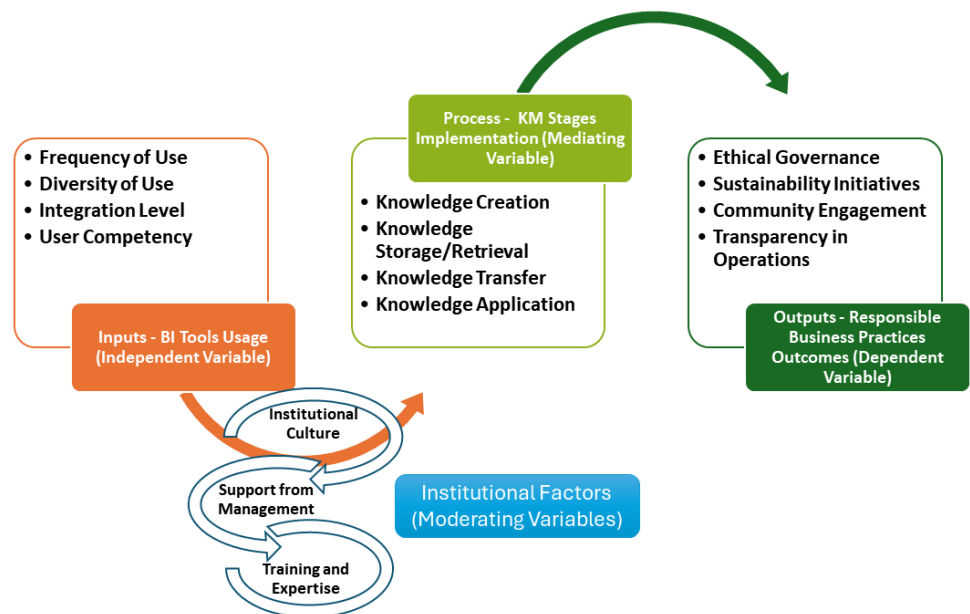 • Frequency of Use
• Diversity of Use
• Integration Level
• User Competency
Inputs - BI Tools Usage
(Independent Variable)
Process -  KM Stages
Implementation (Mediating
Variable)
• Knowledge Creation
• Knowledge
Storage/Retrieval
• Knowledge Transfer
• Knowledge Application
• Ethical Governance
• Sustainability Initiatives
• Community Engagement
• Transparency in
Operations
Outputs - Responsible
Business Practices
Outcomes (Dependent
Variable)
Institutional
Culture
Support from
Management
Training and
Expertise
Institutional Factors
(Moderating Variables)